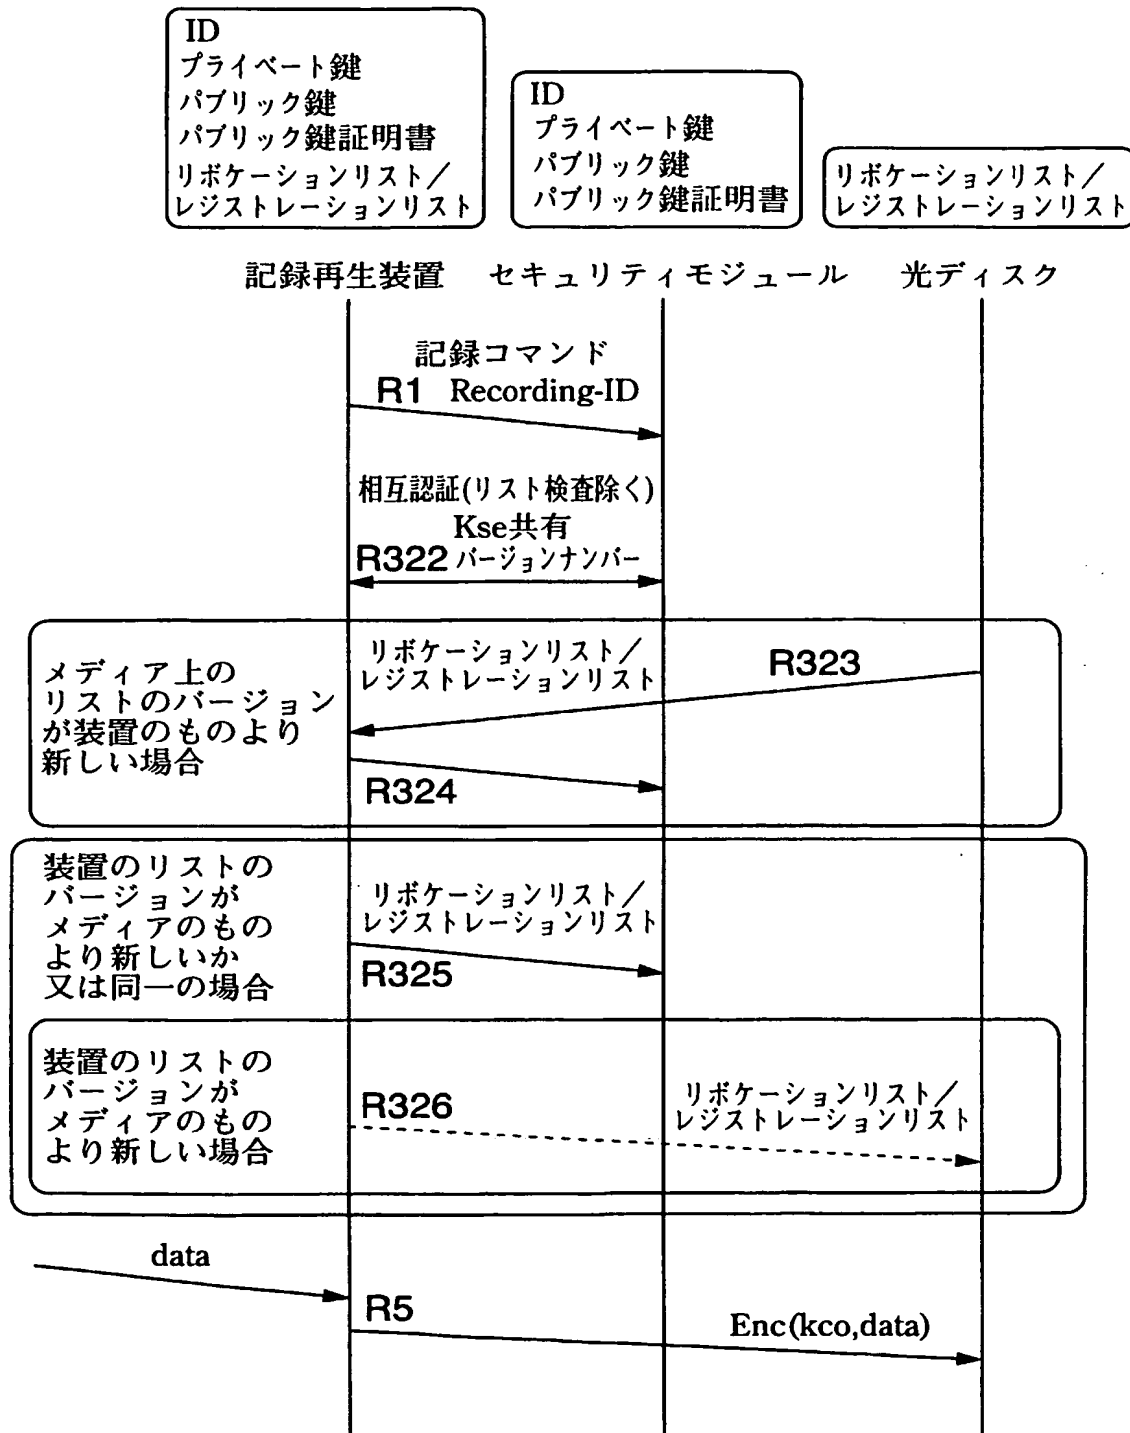 ID
プライベート鍵
パブリック鍵
パブリック鍵証明書
リボケーションリスト／
レジストレーションリスト
ID
プライベート鍵
パブリック鍵
パブリック鍵証明書
リボケーションリスト／
レジストレーションリスト
記録再生装置
セキュリティモジュール
光ディスク
記録コマンド
R1 Recording-ID
相互認証(リスト検査除く)
Kse共有
R322 バージョンナンバー
メディア上の
リストのバージョン
が装置のものより
新しい場合
リボケーションリスト／
レジストレーションリスト
R323
R324
装置のリストの
バージョンが
メディアのもの
より新しいか
又は同一の場合
リボケーションリスト／
レジストレーションリスト
R325
装置のリストの
バージョンが
メディアのもの
より新しい場合
R326
リボケーションリスト／
レジストレーションリスト
data
R5
Enc(kco,data)